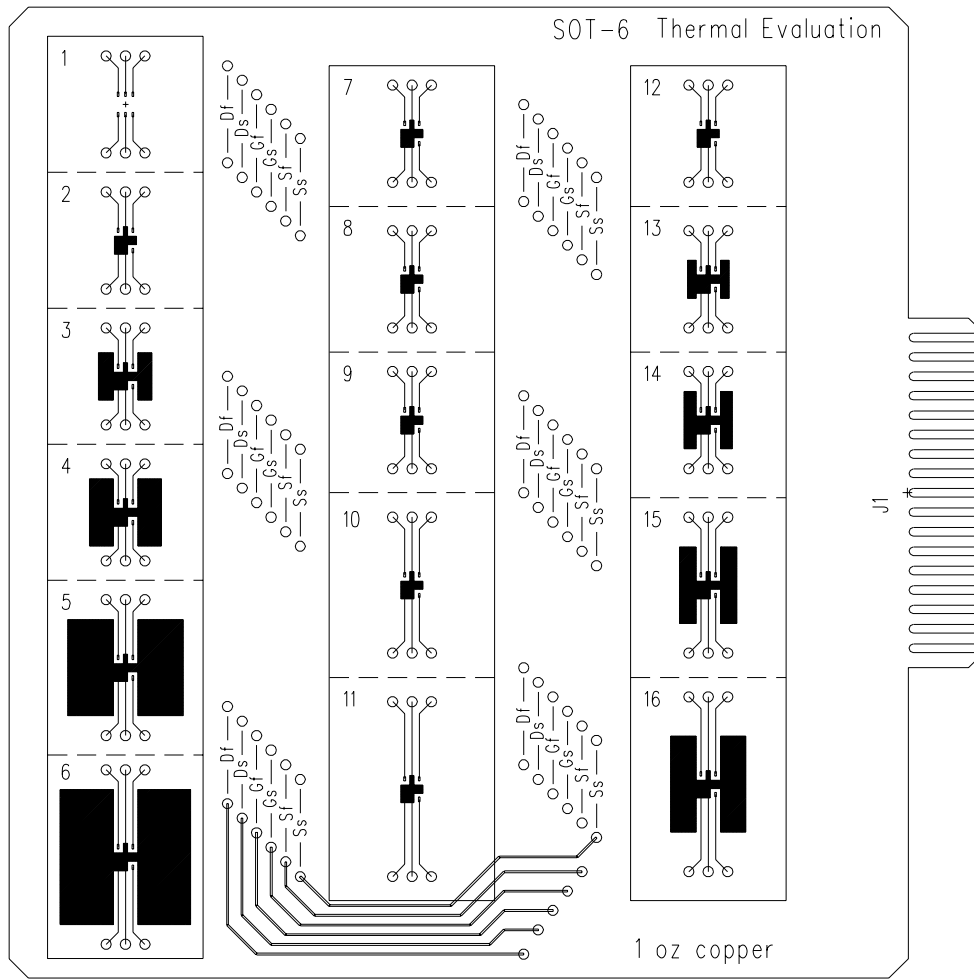 SOT-6 Thermal Evaluation
1
2
3
4
5
6
Df
Ds
Gf
Gs
Sf
Ss
Df
Ds
Gf
Gs
Sf
Ss
Df
Ds
Gf
Gs
Sf
Ss
7
8
9
10
11
Df
Ds
Gf
Gs
Sf
Ss
Df
Ds
Gf
Gs
Sf
Ss
Df
Ds
Gf
Gs
Sf
Ss
12
13
14
15
16
J1
1 oz copper